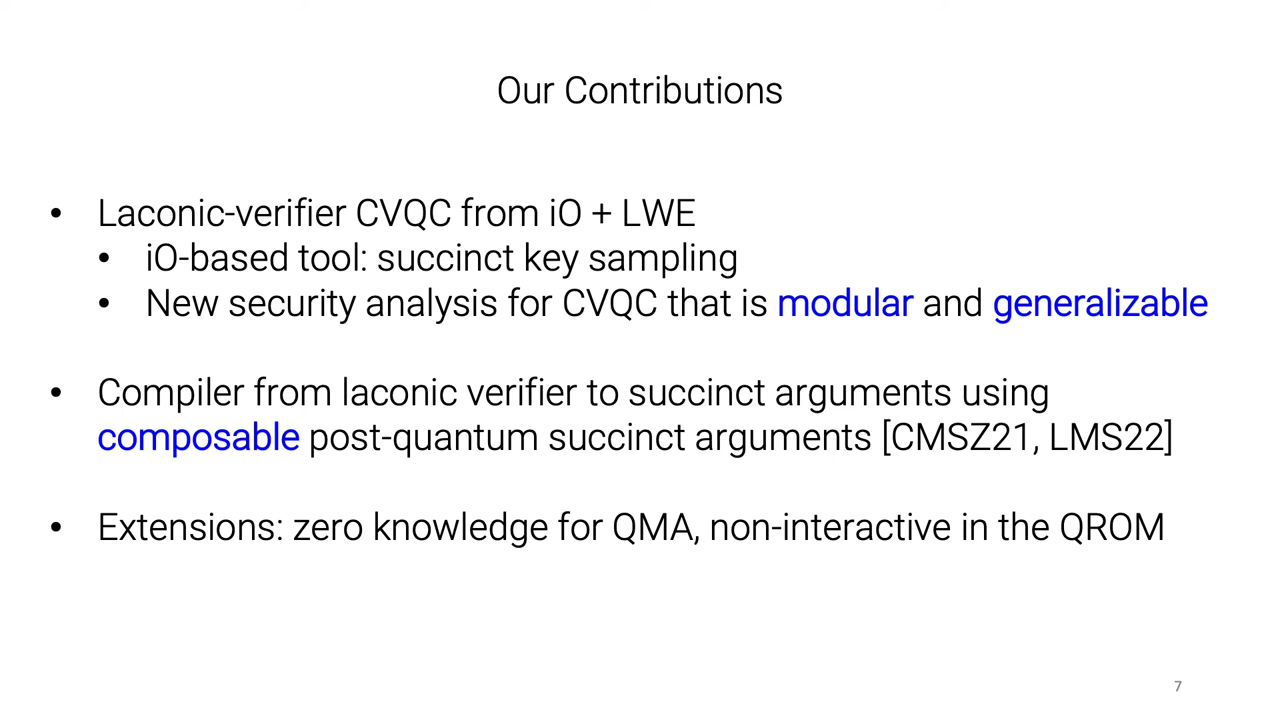 Our Contributions
• Laconic-verifier CVQC from iO + LWE
• iO-based tool: succinct key sampling
• New security analysis for CVQC that is modular and generalizable
• Compiler from laconic verifier to succinct arguments using
composable post-quantum succinct arguments [CMSZ21, LMS22]
• Extensions: zero knowledge for QMA, non-interactive in the QROM
7